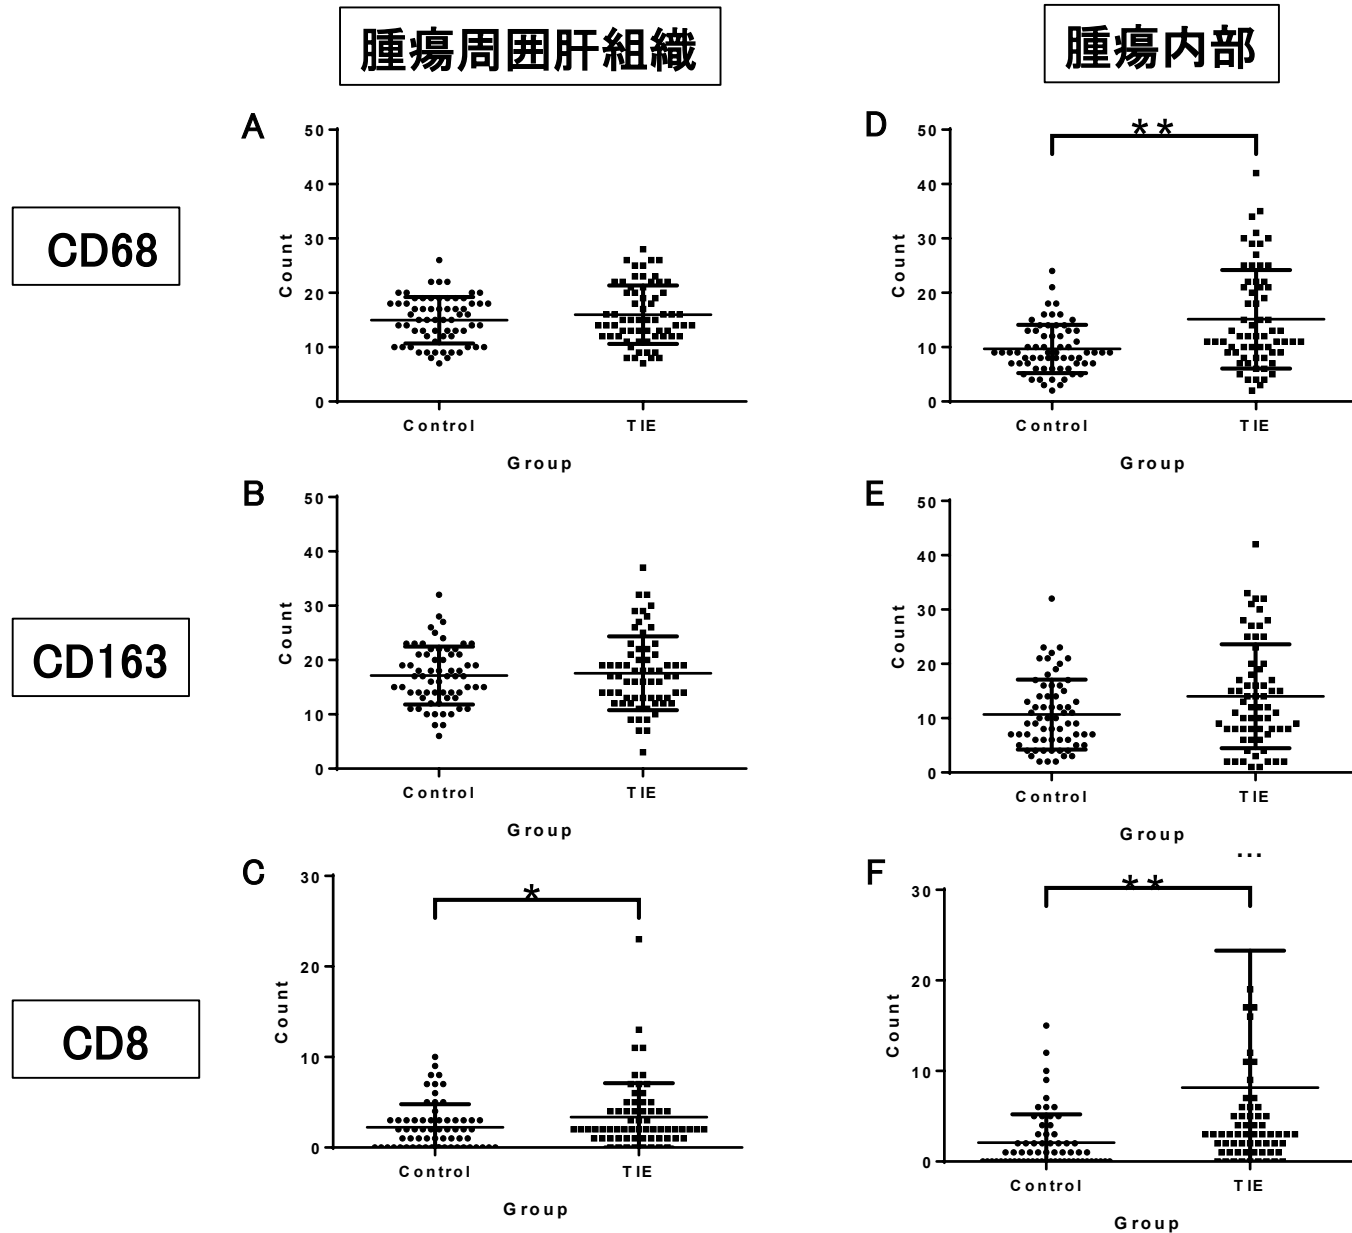 腫瘍周囲肝組織
腫瘍内部
CD68
A
50
40
30
20
10
0
Count
Control
TIE
Group
D
**
50
40
30
20
10
0
Count
Control
TIE
Group
CD163
B
50
40
30
20
10
0
Count
Control
TIE
Group
E
50
40
30
20
10
0
Count
Control
TIE
Group
CD8
C
*
30
20
10
0
Count
Control
TIE
Group
F
...
**
30
20
10
0
Count
Control
TIE
Group